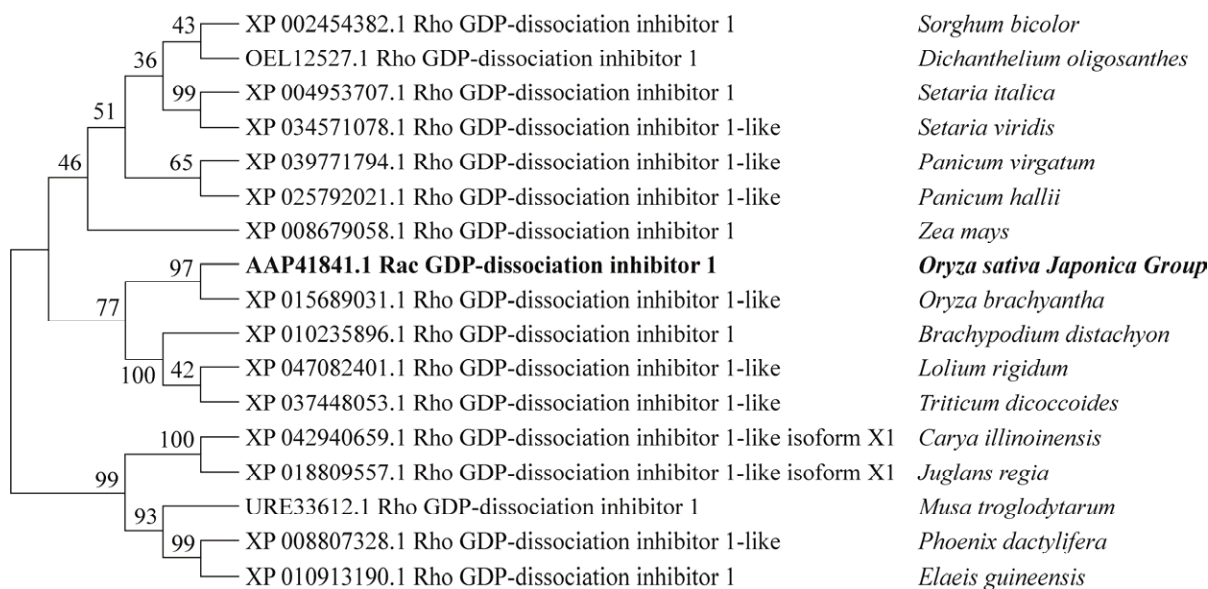 43 XP 002454382.1 Rho GDP-dissociation inhibitor 1 Sorghum bicolor
36 OEL12527.1 Rho GDP-dissociation inhibitor 1 Dichanthelium oligosanthes
99 XP 004953707.1 Rho GDP-dissociation inhibitor 1 Setaria italica
51 XP 034571078.1 Rho GDP-dissociation inhibitor 1-like Setaria viridis
46 65 XP 039771794.1 Rho GDP-dissociation inhibitor 1-like Panicum virgatum
XP 025792021.1 Rho GDP-dissociation inhibitor 1-like Panicum hallii
XP 008679058.1 Rho GDP-dissociation inhibitor 1 Zea mays
97 AAP41841.1 Rac GDP-dissociation inhibitor 1 Oryza sativa Japonica Group
77 XP 015689031.1 Rho GDP-dissociation inhibitor 1-like Oryza brachyantha
XP 010235896.1 Rho GDP-dissociation inhibitor 1 Brachypodium distachyon
100 42 XP 047082401.1 Rho GDP-dissociation inhibitor 1-like Lolium rigidum
XP 037448053.1 Rho GDP-dissociation inhibitor 1-like Triticum dicoccoides
100 XP 042940659.1 Rho GDP-dissociation inhibitor 1-like isoform X1 Carya illinoinensis
99 XP 018809557.1 Rho GDP-dissociation inhibitor 1-like isoform X1 Juglans regia
93 URE33612.1 Rho GDP-dissociation inhibitor 1 Musa troglodytarum
99 XP 008807328.1 Rho GDP-dissociation inhibitor 1-like Phoenix dactylifera
XP 010913190.1 Rho GDP-dissociation inhibitor 1 Elaeis guineensis